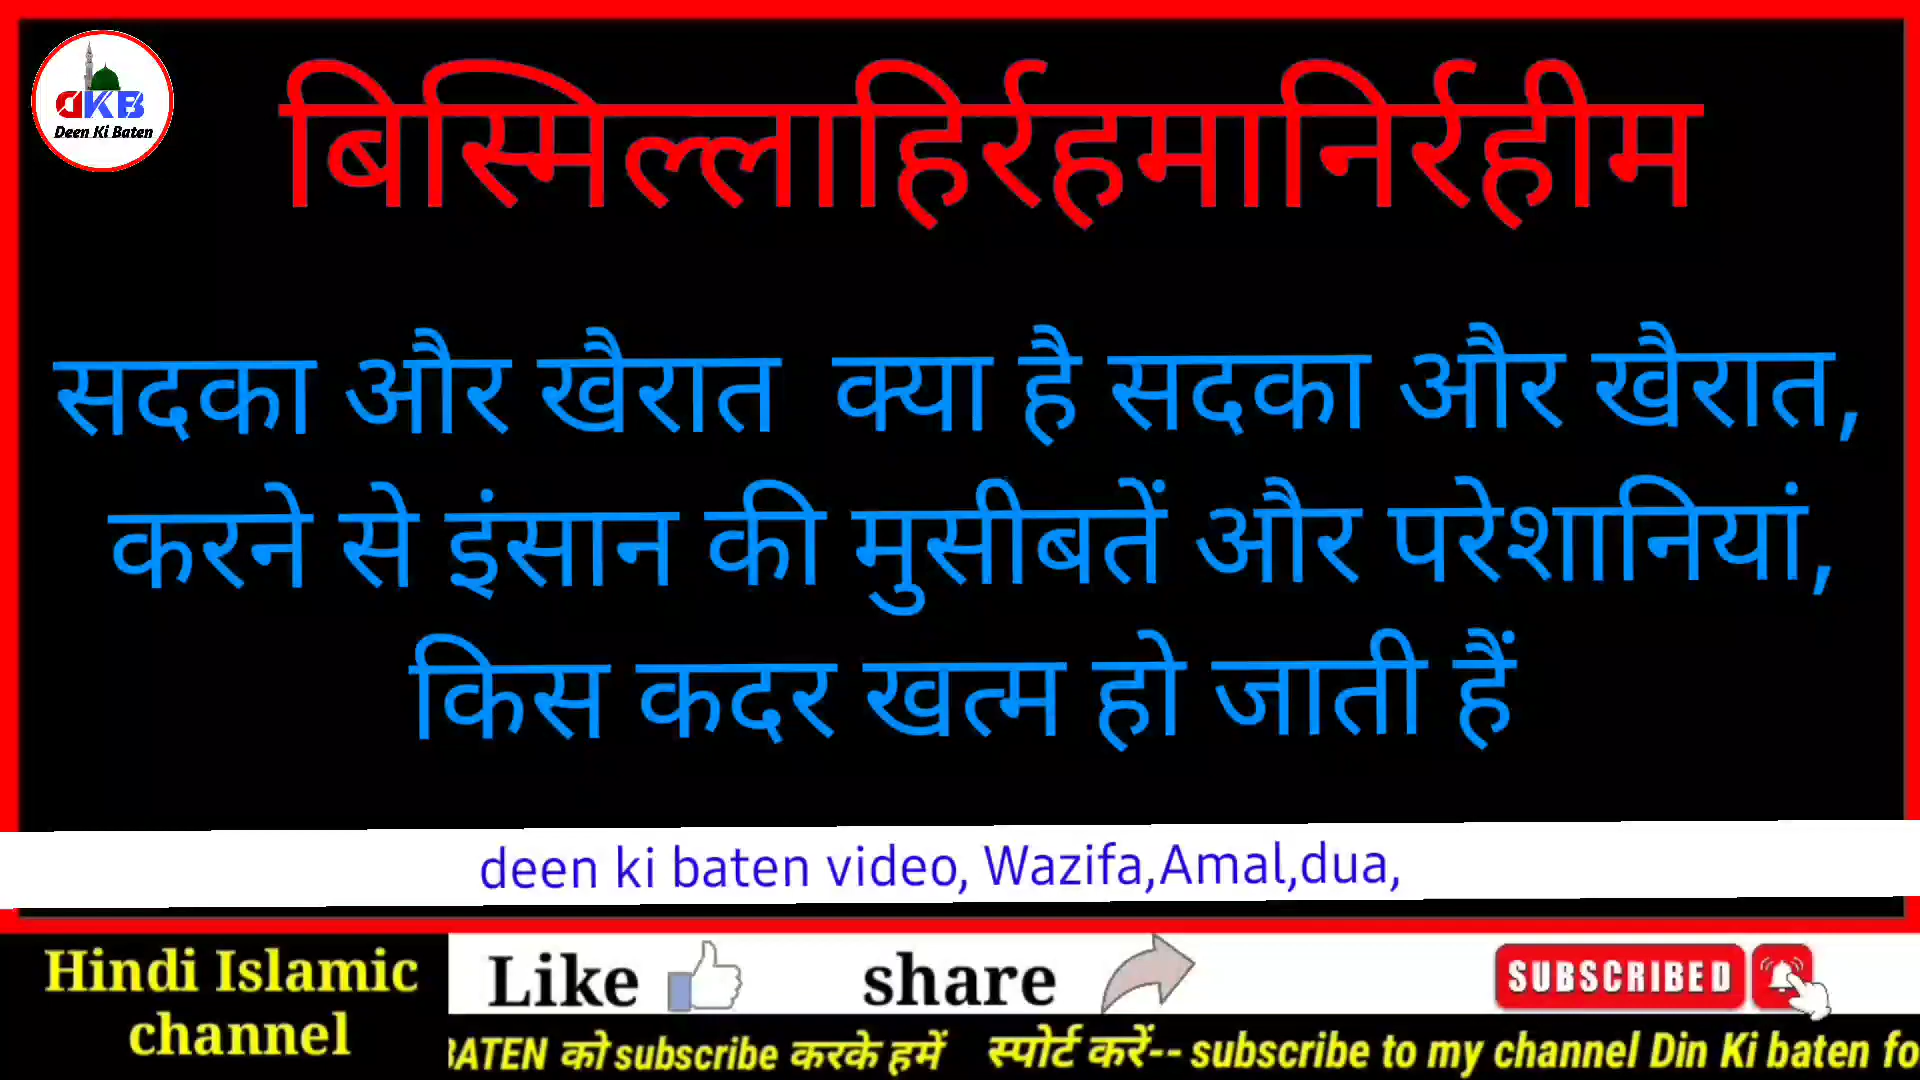 DKB
Deen Ki Baten
बिस्मिल्लाहिर्रहमानिर्रहीम
सदका और खैरात क्या है सदका और खैरात,
करने से इंसान की मुसीबतें और परेशानियां,
किस कदर खत्म हो जाती हैं
deen ki baten video, Wazifa,Amal,dua,
Hindi Islamic
channel
Like share SUBSCRIBED
BATEN को subscribe करके हमें स्पोर्ट करें-- subscribe to my channel Din Ki baten fo